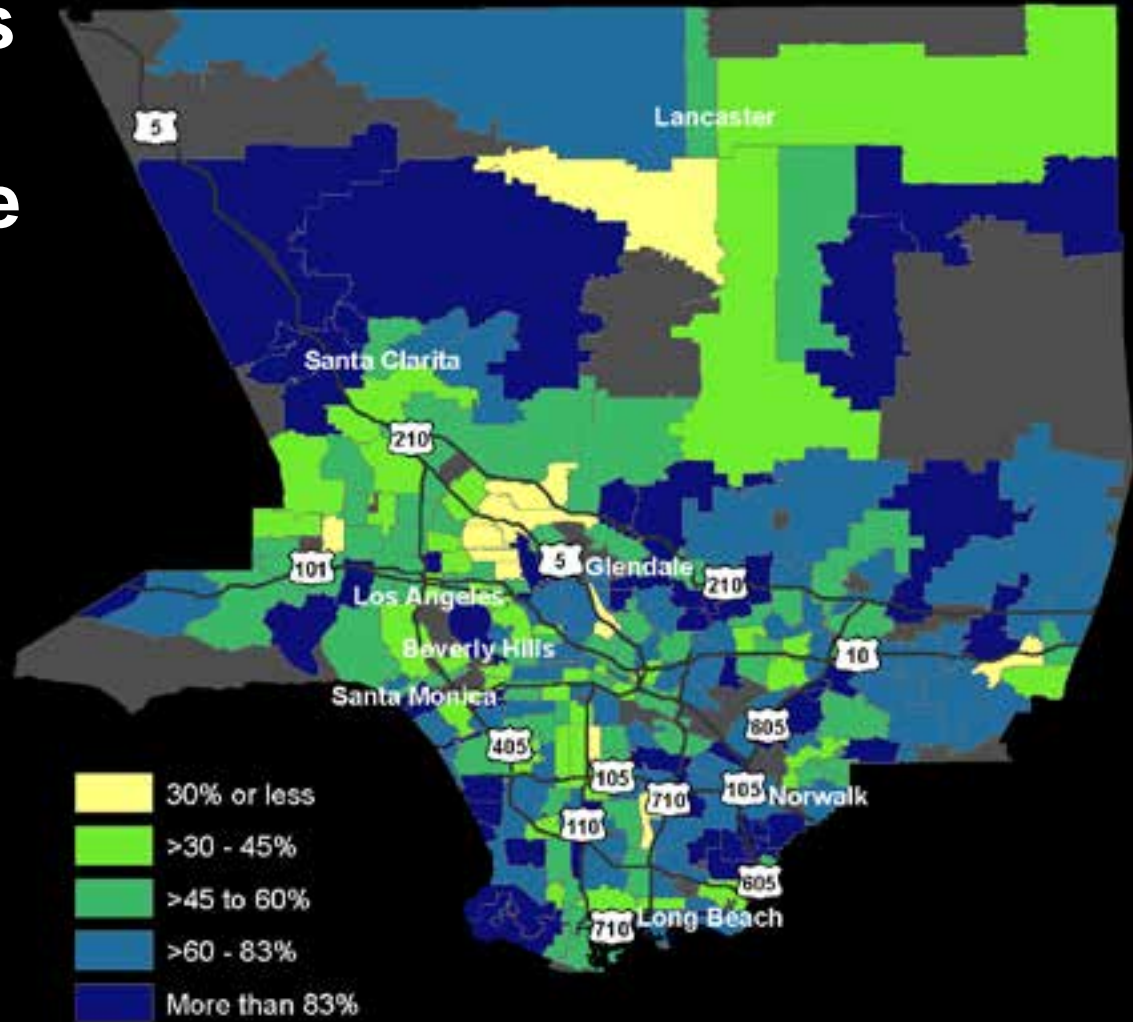 s
e
5
Lancaster
Santa Clarita
210
101
5
Glendale
210
Los Angeles
Beverly Hills
10
Santa Monica
605
405
105
710
105
Norwalk
110
605
710
Long Beach
30% or less
>30 - 45%
>45 to 60%
>60 - 83%
More than 83%